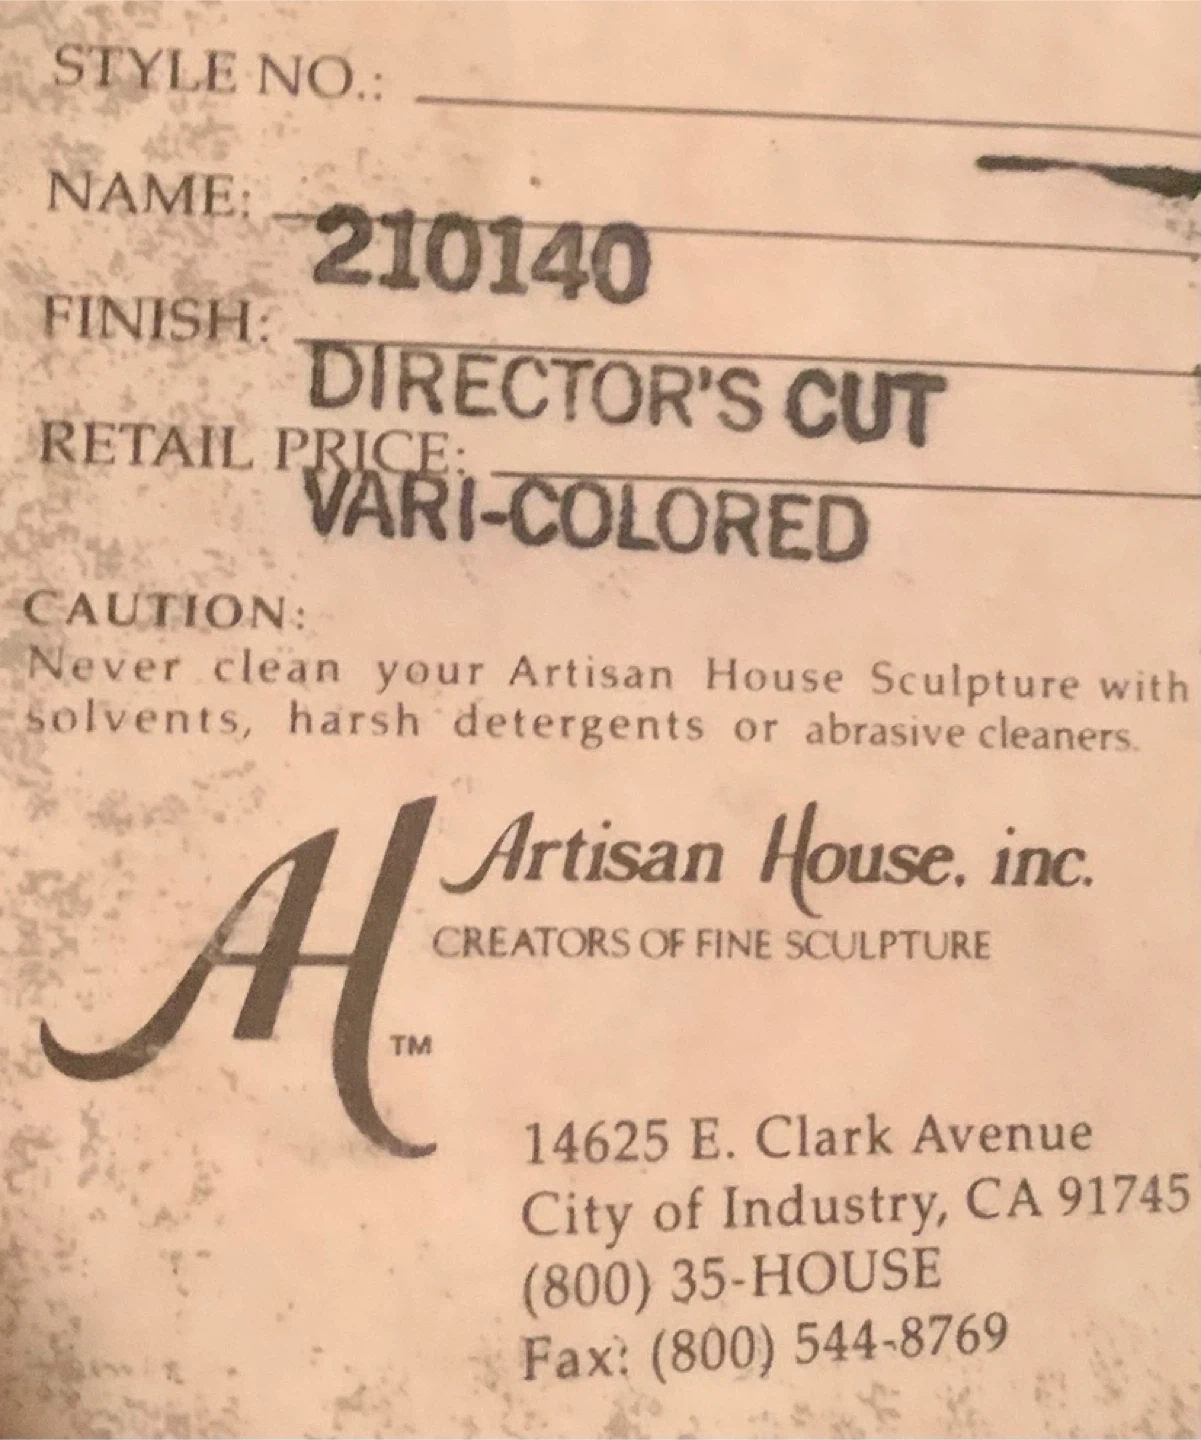 STYLE NO.:
NAME:
210140
FINISH:
DIRECTOR'S CUT
RETAIL PRICE:
VARI-COLORED
CAUTION:
Never clean your Artisan House Sculpture with
solvents, harsh detergents or abrasive cleaners.
AH
TM
Artisan House, inc.
CREATORS OF FINE SCULPTURE
14625 E. Clark Avenue
City of Industry, CA 91745
(800) 35-HOUSE
Fax: (800) 544-8769